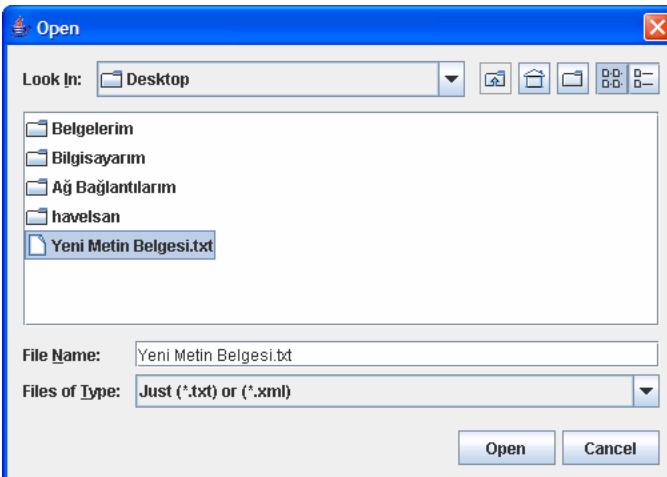 Open
Look In: Desktop
Belgelerim
Bilgisayarım
Ağ Bağlantılarım
havelsan
Yeni Metin Belgesi.txt
File Name: Yeni Metin Belgesi.txt
Files of Type: Just (*.txt) or (*.xml)
Open Cancel